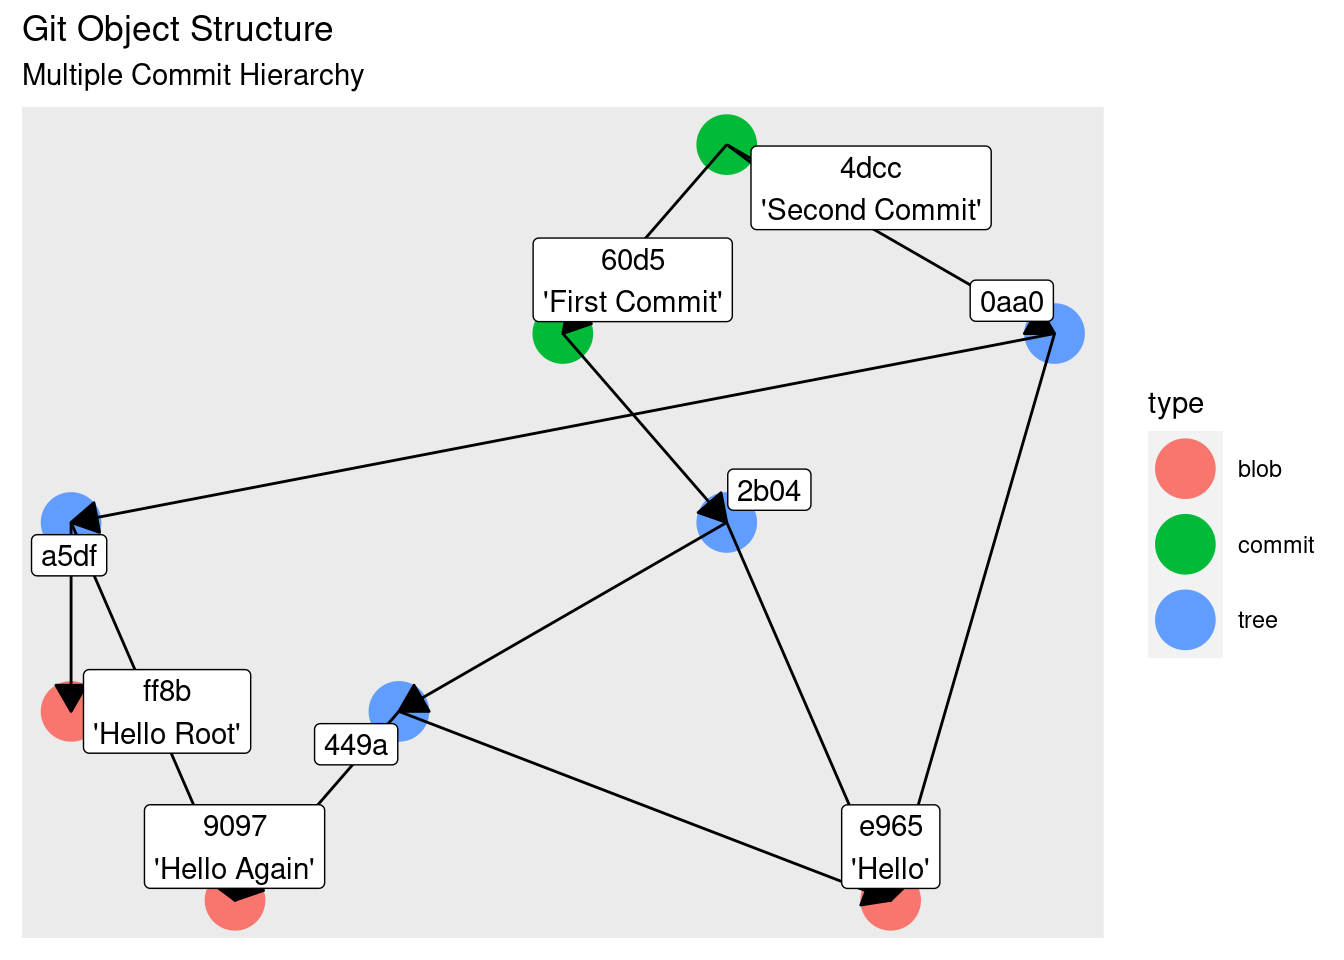 Git Object Structure
Multiple Commit Hierarchy
4dcc
'Second Commit'
60d5
'First Commit'
0aa0
2b04
a5df
ff8b
'Hello Root'
449a
9097
'Hello Again'
e965
'Hello'
type
blob
commit
tree